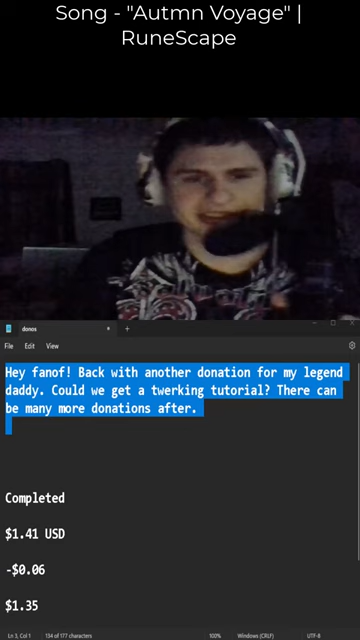 Song - "Autmn Voyage" |
RuneScape
donos
File Edit View
Hey fanof! Back with another donation for my legend
daddy. Could we get a twerking tutorial? There can
be many more donations after.
Completed
$1.41 USD
-$0.06
$1.35
Ln 3, Col 1 134 of 177 characters 100% Windows (CRLF) UTF-8